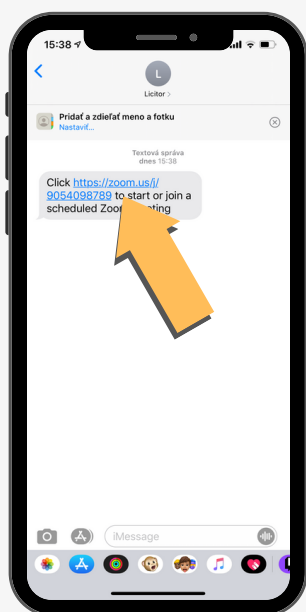 15:38
L
Licitor >
Pridať a zdieľať meno a fotku
Nastaviť...
Textová správa
dnes 15:38
Click https://zoom.us/j/
9054098789 to start or join a
scheduled Zoom
iMessage